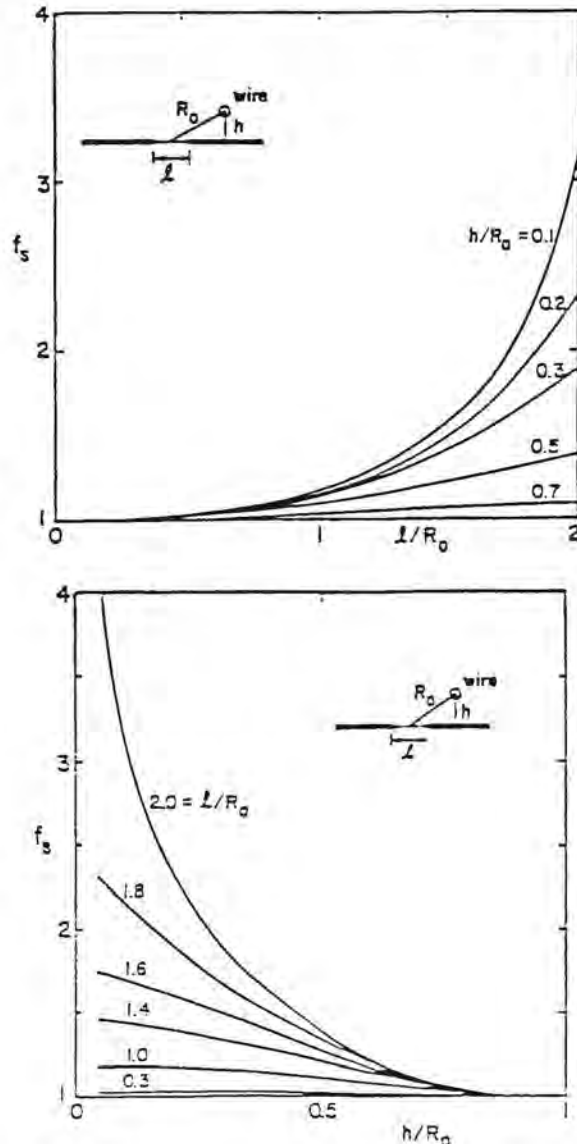 4
R₀ wire
h
ℓ
3
h/R₀ = 0.1
fₛ
0.2
2
0.3
0.5
0.7
1
0 1 ℓ/R₀ 2
4
wire
R₀
h
ℓ
3
2.0 = ℓ/R₀
fₛ
1.8
2
1.6
1.4
1.0
0.3
1
0 0.5 1
h/R₀